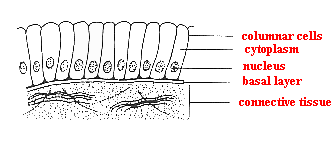 columnar cells
cytoplasm
nucleus
basal layer
connective tissue